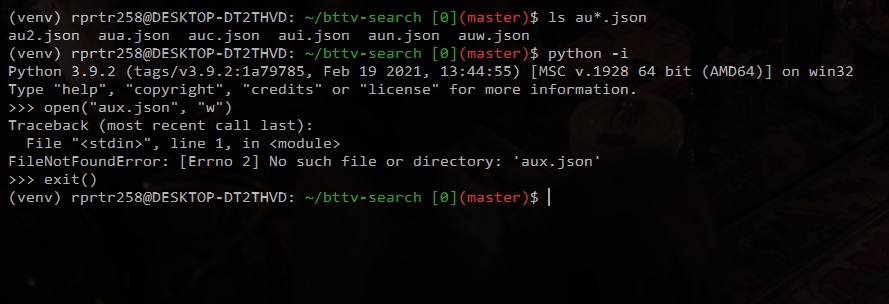 (venv) rprtr258@DESKTOP-DT2THVD: ~/bttv-search [0](master)$ ls au*.json
au2.json  aua.json  auc.json  aui.json  aun.json  auw.json
(venv) rprtr258@DESKTOP-DT2THVD: ~/bttv-search [0](master)$ python -i
Python 3.9.2 (tags/v3.9.2:1a79785, Feb 19 2021, 13:44:55) [MSC v.1928 64 bit (AMD64)] on win32
Type "help", "copyright", "credits" or "license" for more information.
>>> open("aux.json", "w")
Traceback (most recent call last):
  File "<stdin>", line 1, in <module>
FileNotFoundError: [Errno 2] No such file or directory: 'aux.json'
>>> exit()
(venv) rprtr258@DESKTOP-DT2THVD: ~/bttv-search [0](master)$